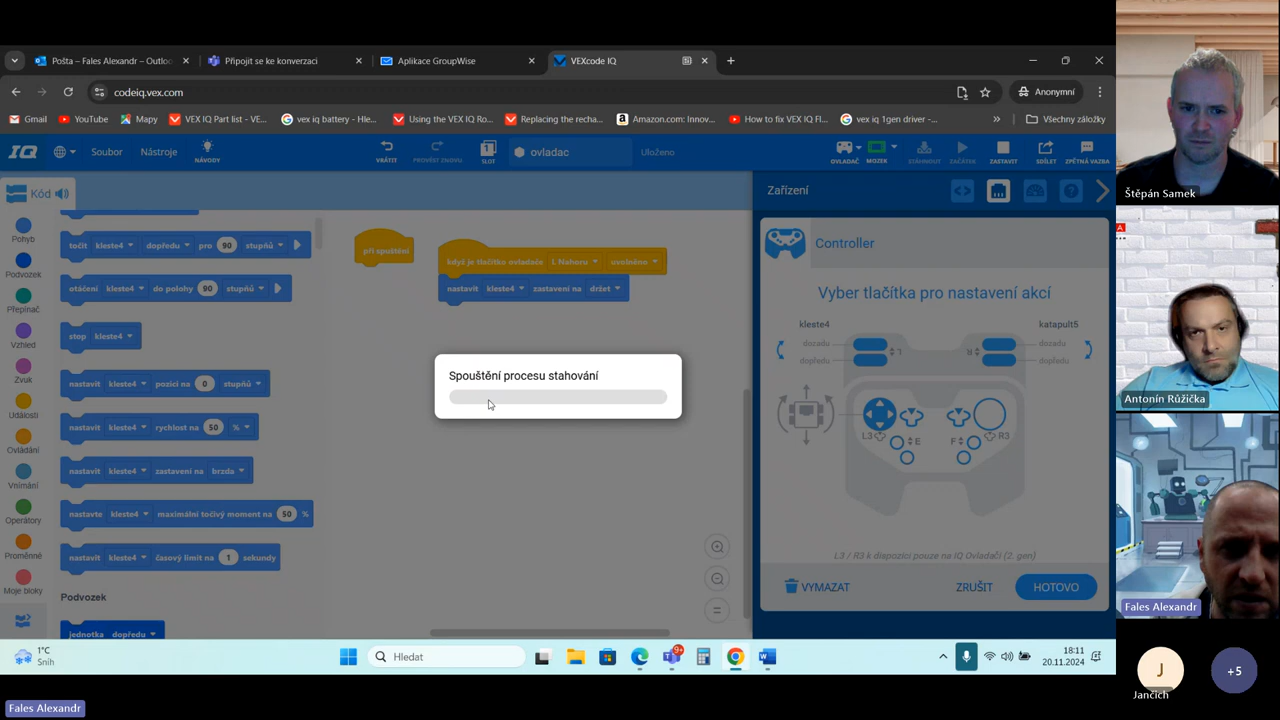 Pošta – Fales Alexandr – Outloo
Připojit se ke konverzaci
Aplikace GroupWise
VEXcode IQ
codeiq.vex.com
Anonymní
Gmail
YouTube
Mapy
VEX IQ Part list - VE...
vex iq battery - Hle...
Using the VEX IQ Ro...
Replacing the recha...
Amazon.com: Innov...
How to fix VEX IQ Fl...
vex iq 1gen driver -...
Všechny záložky
IQ
Soubor
Nástroje
NÁVODY
VRÁTIT
PROVÉST ZMĚNU
1
SLOT
ovladac
Uloženo
OVLADAČ
MOZEK
STÁHNOUT
ZAČÁTEK
ZASTAVIT
SDÍLET
ZPĚTNÁ VAZBA
Kód
Pohyb
Podvozek
Přepínač
Vzhled
Zvuk
Události
Ovládání
Vnímání
Operátory
Proměnné
Moje bloky
točit kleste4 dopředu pro 90 stupňů
otáčení kleste4 do polohy 90 stupňů
stop kleste4
nastavit kleste4 pozici na 0 stupňů
nastavit kleste4 rychlost na 50 %
nastavit kleste4 zastavení na brzda
nastavte kleste4 maximální točivý moment na 50 %
nastavit kleste4 časový limit na 1 sekundy
Podvozek
jednotka dopředu
při spuštění
když je tlačítko ovladače L Nahoru uvolněno
nastavit kleste4 zastavení na držet
Spouštění procesu stahování
Zařízení
Controller
Vyber tlačítka pro nastavení akcí
kleste4
katapult5
dozadu
dopředu
L
R
dozadu
dopředu
L3
E
F
R3
L3 / R3 k dispozici pouze na IQ Ovladači (2. gen)
VYMAZAT
ZRUŠIT
HOTOVO
1°C
Sníh
Hledat
9+
18:11
20.11.2024
Štěpán Samek
Antonín Růžička
Fales Alexandr
J
Jančich
+5
Fales Alexandr